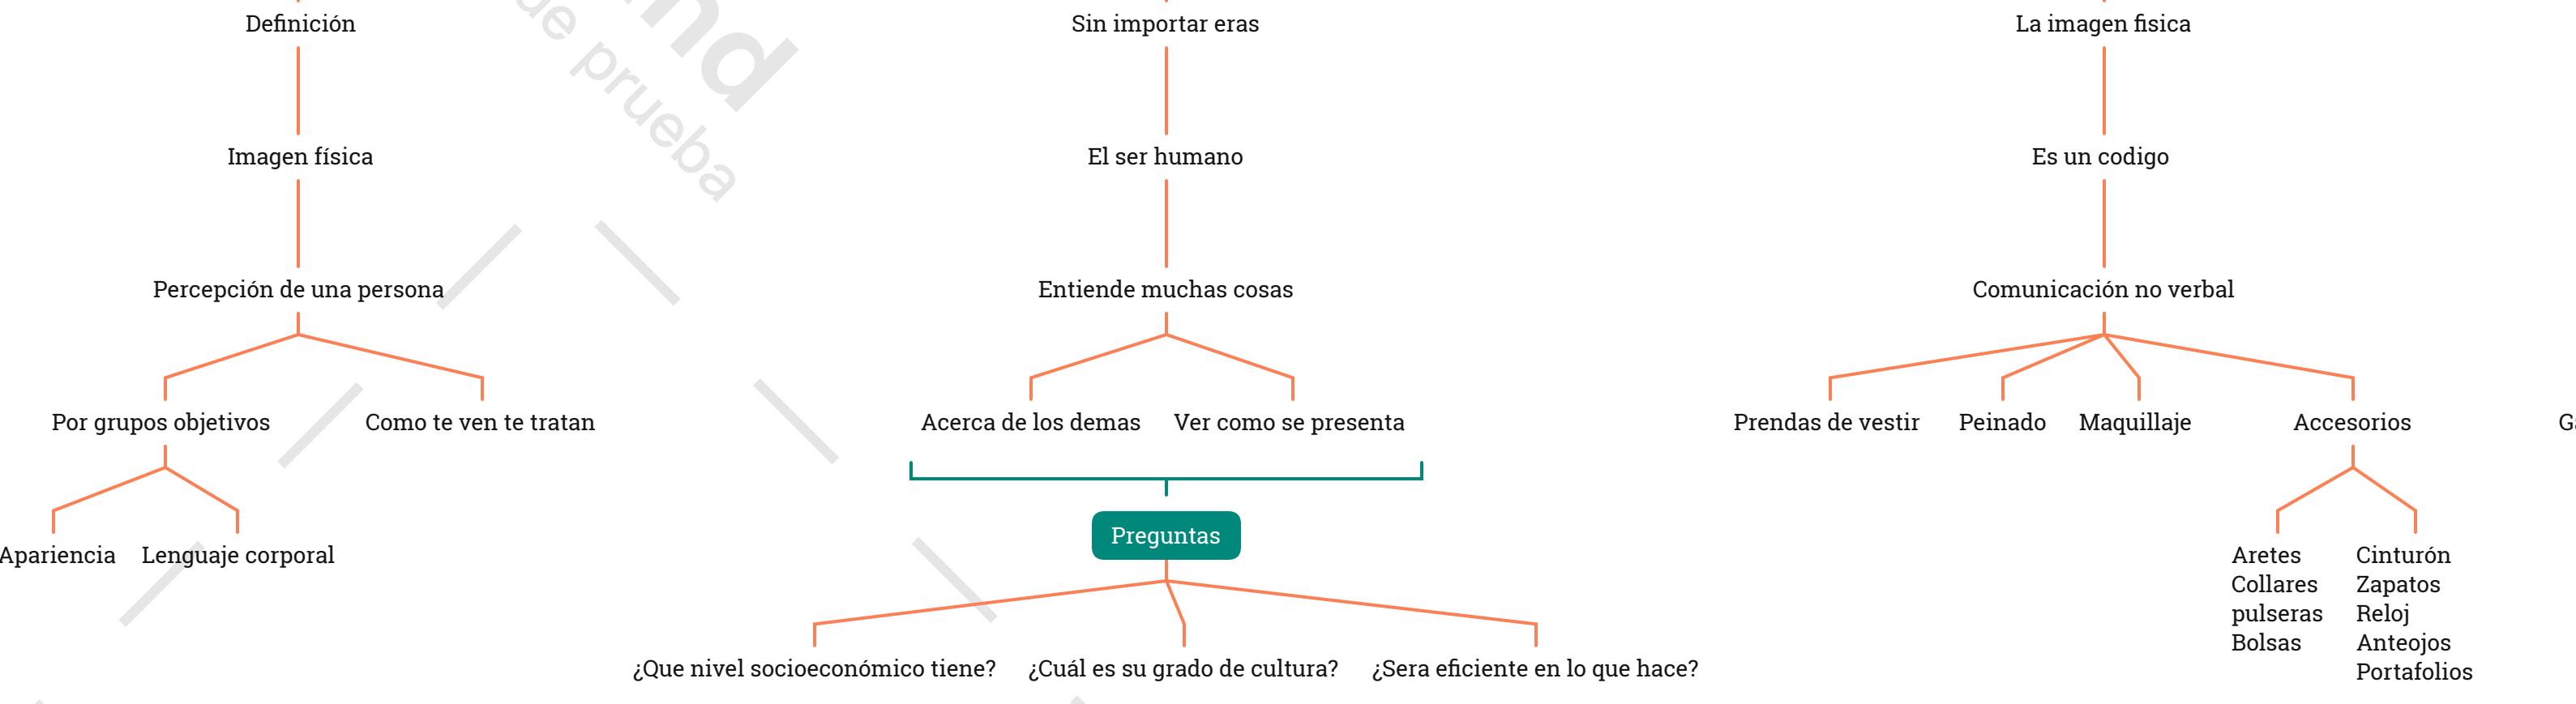 Definición
Sin importar eras
La imagen fisica
de prueba
Imagen física
El ser humano
Es un codigo
Percepción de una persona
Entiende muchas cosas
Comunicación no verbal
Por grupos objetivos
Como te ven te tratan
Acerca de los demas
Ver como se presenta
Prendas de vestir
Peinado
Maquillaje
Accesorios
Preguntas
Apariencia
Lenguaje corporal
Aretes
Collares
pulseras
Bolsas
Cinturón
Zapatos
Reloj
Anteojos
Portafolios
¿Que nivel socioeconómico tiene?
¿Cuál es su grado de cultura?
¿Sera eficiente en lo que hace?